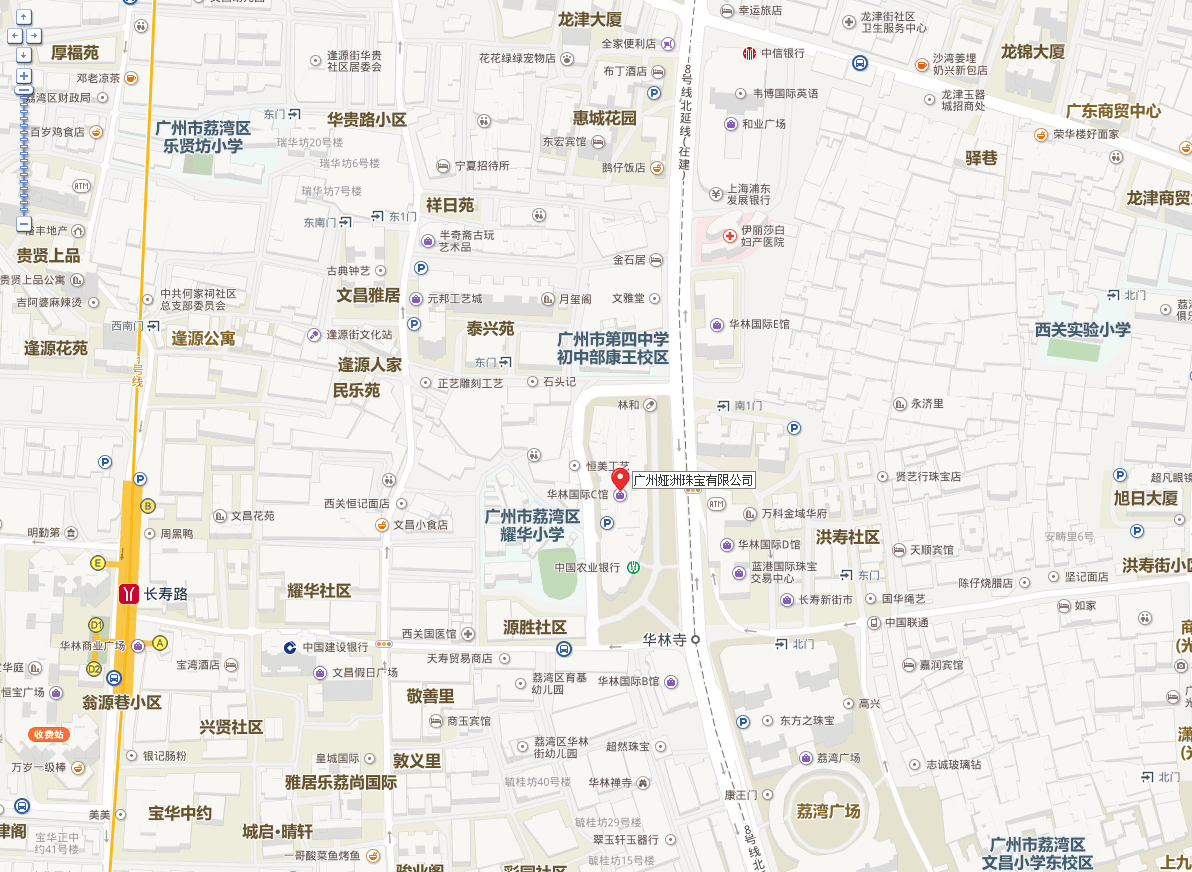 龙津大厦
幸运旅店
龙津街社区
卫生服务中心
厚福苑
全家便利店
中信银行
龙锦大厦
逢源街华贵
社区居委会
花花绿绿宠物店
沙湾姜埋
奶兴新包店
邓老凉茶
布丁酒店
荔湾区财政局
韦博国际英语
龙津玉器
城招商处
广东商贸中心
8号线北延线(在建)
百岁鸡食店
广州市荔湾区
乐贤坊小学
东门
华贵路小区
惠城花园
和业广场
荣华楼好面家
瑞华坊20号楼
东宏宾馆
驿巷
瑞华坊6号楼
宁夏招待所
鹅仔饭店
ATM
瑞华坊7号楼
上海浦东
发展银行
龙津商贸
祥日苑
东南门
东1门
裕丰地产
半奇斋古玩
艺术品
伊丽莎白
妇产医院
贵贤上品
金石居
古典钟艺
贵贤上品公寓
中共何家祠社区
总支部委员会
文昌雅居
元邦工艺城
月玺阁
文雅堂
北门
吉阿婆麻辣烫
西南门
逢源公寓
逢源街文化站
泰兴苑
华林国际E馆
西关实验小学
逢源花苑
广州市第四中学
初中部康王校区
逢源人家
东门
民乐苑
正艺雕刻工艺
石头记
林和
南1门
永济里
恒美工艺
广州娅洲珠宝有限公司
贤艺行珠宝店
超凡眼镜
华林国际C馆
旭日大厦
B
西关恒记面店
ATM
文昌花苑
文昌小食店
广州市荔湾区
耀华小学
万科金域华府
明勤第
周黑鸭
洪寿社区
安畴里6号
华林国际D馆
天顺宾馆
E
中国农业银行
蓝港国际珠宝
交易中心
东门
洪寿街小区
长寿路
耀华社区
陈仔烧腊店
坚记面店
长寿新街市
国华绳艺
如家
D1
西关国医馆
源胜社区
中国联通
华林商业广场
A
中国建设银行
华林寺
北门
D2
宝湾酒店
天寿贸易商店
嘉润宾馆
文昌假日广场
荔湾区育基
幼儿园
华林国际B馆
恒宝广场
翁源巷小区
敬善里
高兴
兴贤社区
商玉宾馆
东方之珠宝
收费站
荔湾区华林
街幼儿园
超然珠宝
银记肠粉
皇城国际
敦义里
荔湾广场
志诚玻璃钻
万岁一级棒
雅居乐荔尚国际
毓桂坊40号楼
华林禅寺
北门
康王门
美美
宝华中约
荔湾广场
毓桂坊29号楼
城启·晴轩
宝华正中
约41号楼
翠玉轩玉器行
8号线北
广州市荔湾区
文昌小学东校区
一哥酸菜鱼烤鱼
毓桂坊15号楼
骏业阁
彩园社区
上九